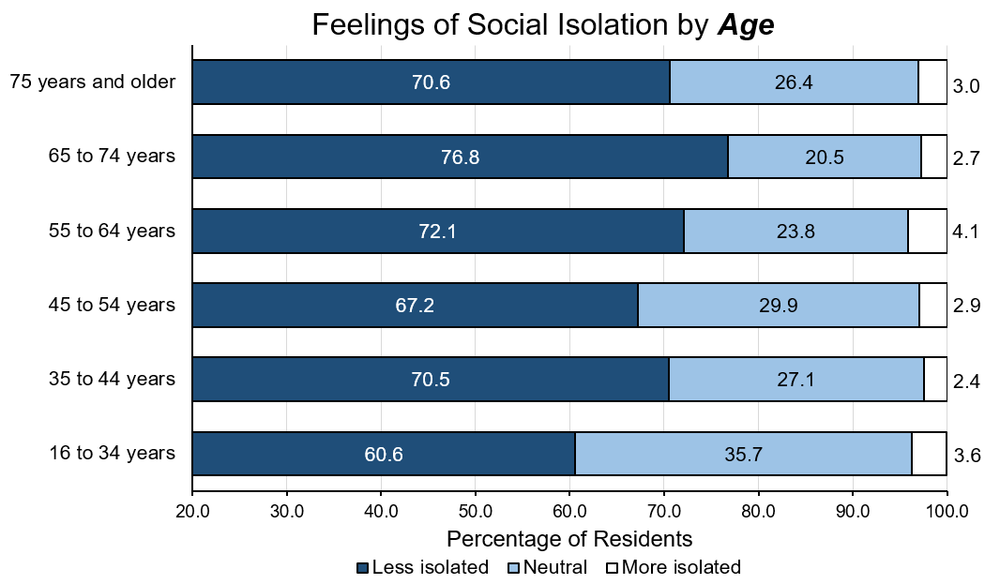 Feelings of Social Isolation by Age
75 years and older 70.6 26.4 3.0
65 to 74 years 76.8 20.5 2.7
55 to 64 years 72.1 23.8 4.1
45 to 54 years 67.2 29.9 2.9
35 to 44 years 70.5 27.1 2.4
16 to 34 years 60.6 35.7 3.6
20.0 30.0 40.0 50.0 60.0 70.0 80.0 90.0 100.0
Percentage of Residents
Less isolated Neutral More isolated